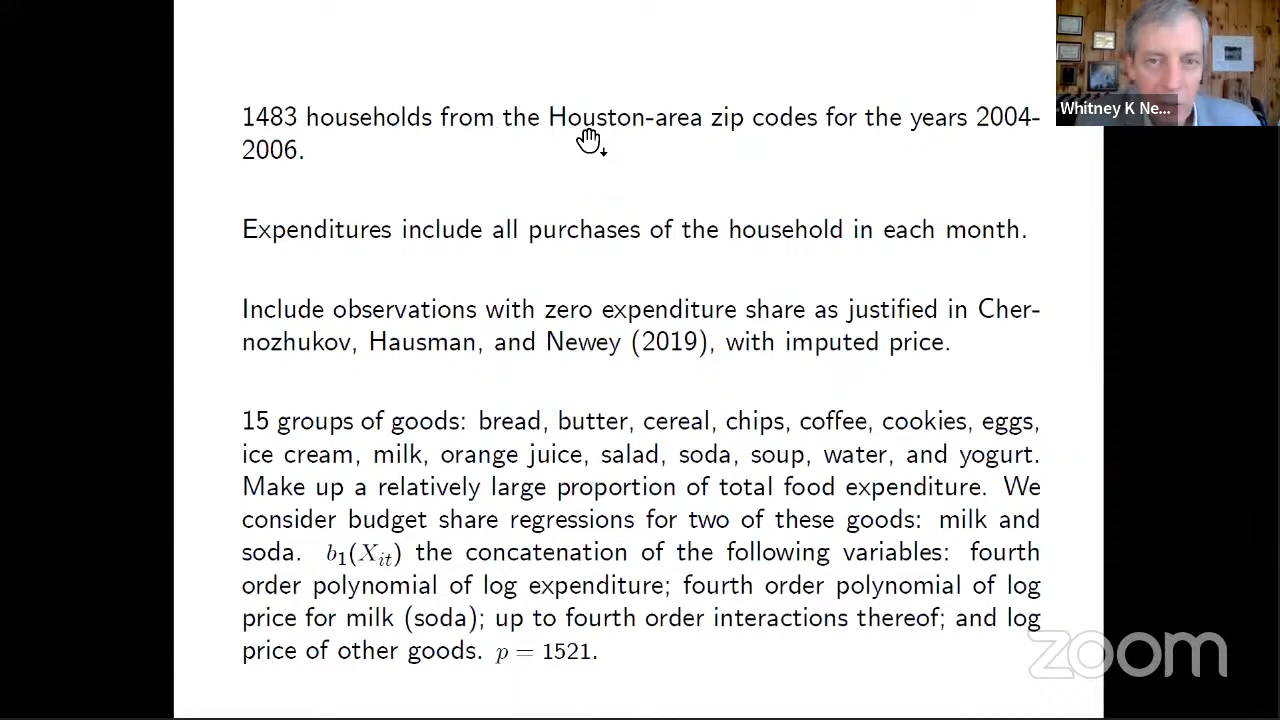 1483 households from the Houston-area zip codes for the years 2004-
2006.
Expenditures include all purchases of the household in each month.
Include observations with zero expenditure share as justified in Cher-
nozhukov, Hausman, and Newey (2019), with imputed price.
15 groups of goods: bread, butter, cereal, chips, coffee, cookies, eggs,
ice cream, milk, orange juice, salad, soda, soup, water, and yogurt.
Make up a relatively large proportion of total food expenditure. We
consider budget share regressions for two of these goods: milk and
soda. b₁(X_{it}) the concatenation of the following variables: fourth
order polynomial of log expenditure; fourth order polynomial of log
price for milk (soda); up to fourth order interactions thereof; and log
price of other goods. p = 1521.
Whitney K Ne...
zoom